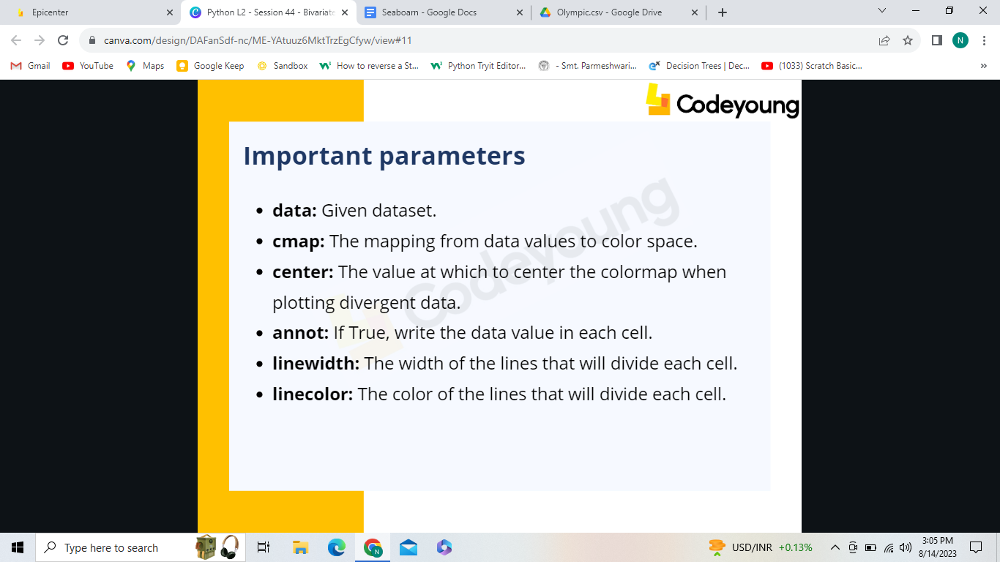 Epicenter
Python L2 - Session 44 - Bivariate
Seaboarn - Google Docs
Olympic.csv - Google Drive
canva.com/design/DAFanSdf-nc/ME-YAtuuz6MktTrzEgCfyw/view#11
N
Gmail
YouTube
Maps
Google Keep
Sandbox
How to reverse a St...
Python Tryit Editor...
- Smt. Parmeshwari...
Decision Trees | Dec...
(1033) Scratch Basic...
»
Codeyoung
Important parameters
• data: Given dataset.
• cmap: The mapping from data values to color space.
• center: The value at which to center the colormap when
plotting divergent data.
• annot: If True, write the data value in each cell.
• linewidth: The width of the lines that will divide each cell.
• linecolor: The color of the lines that will divide each cell.
Codeyoung
Type here to search
USD/INR +0.13%
3:05 PM
8/14/2023